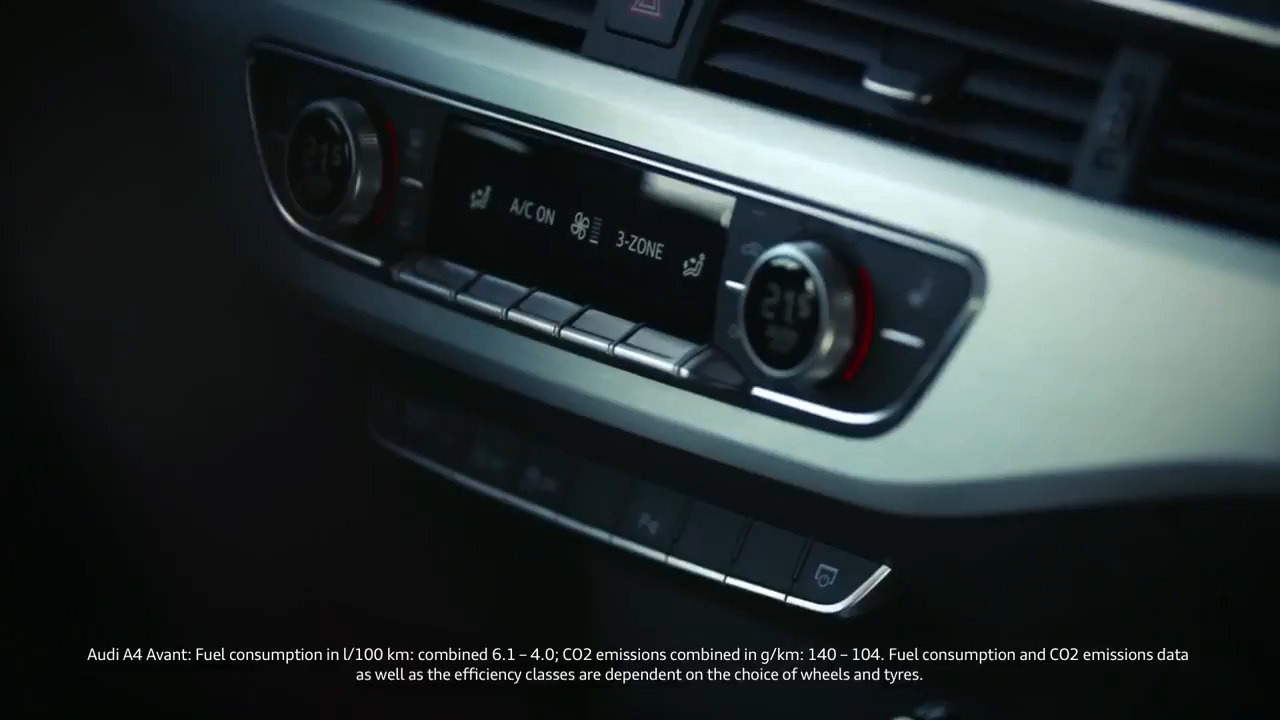 21.5
A/C ON
3-ZONE
21.5
Audi A4 Avant: Fuel consumption in l/100 km: combined 6.1 – 4.0; CO2 emissions combined in g/km: 140 – 104. Fuel consumption and CO2 emissions data
as well as the efficiency classes are dependent on the choice of wheels and tyres.